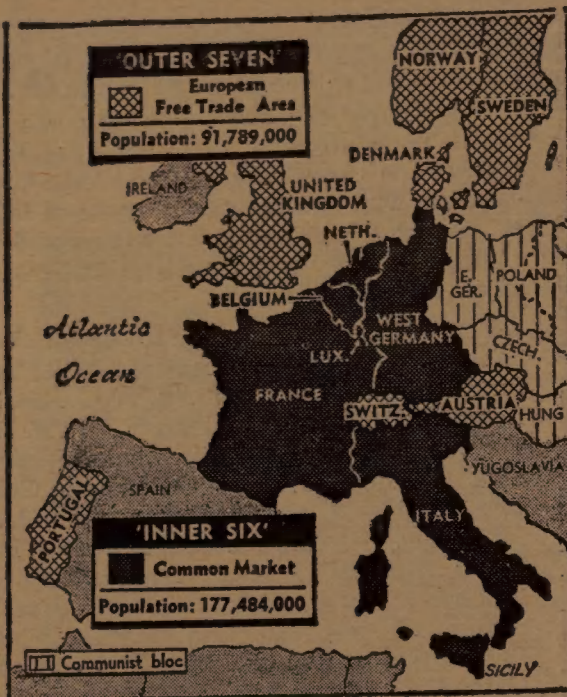 'OUTER SEVEN'
European
Free Trade Area
Population: 91,789,000
NORWAY
SWEDEN
DENMARK
IRELAND
UNITED
KINGDOM
NETH.
BELGIUM
E.
GER.
POLAND
WEST
GERMANY
CZECH.
LUX.
Atlantic
Ocean
FRANCE
SWITZ.
AUSTRIA
HUNG
YUGOSLAVIA
SPAIN
PORTUGAL
ITALY
'INNER SIX'
Common Market
Population: 177,484,000
Communist bloc
SICILY